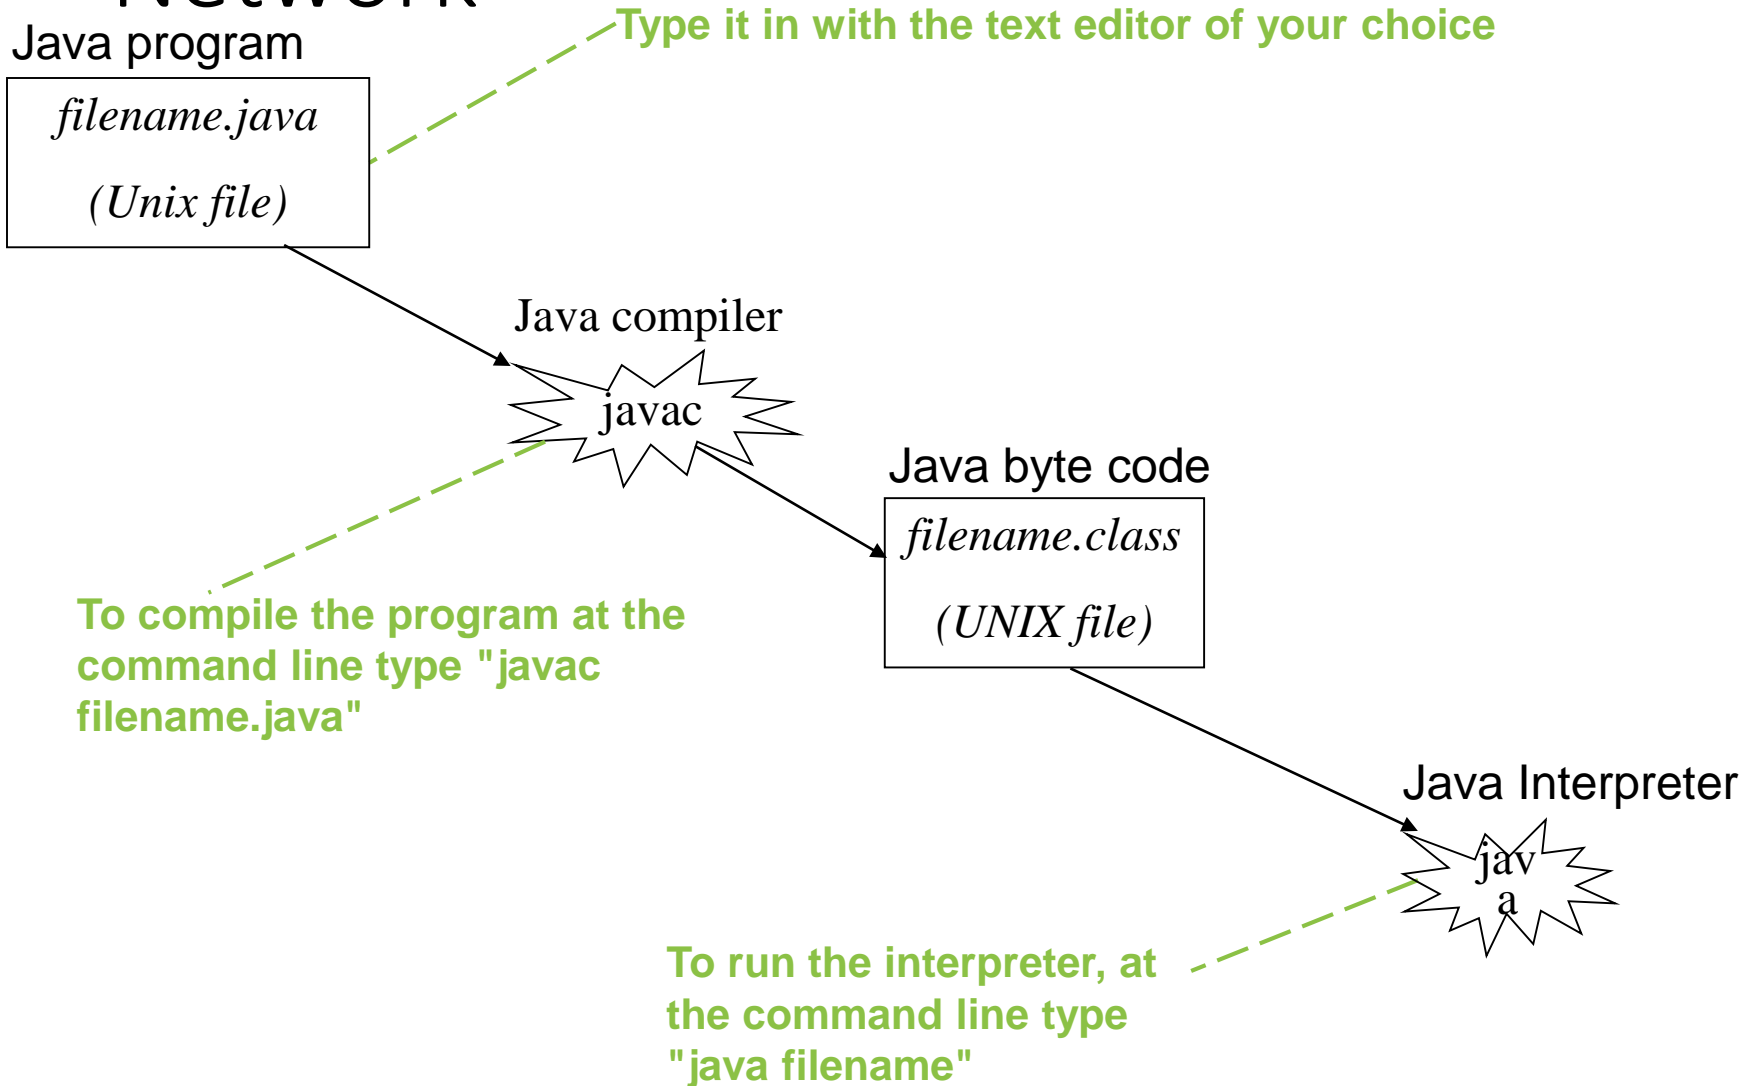 Network
Type it in with the text editor of your choice
Java program
filename.java
(Unix file)
Java compiler
javac
Java byte code
filename.class
(UNIX file)
To compile the program at the
command line type "javac
filename.java"
Java Interpreter
jav
a
To run the interpreter, at
the command line type
"java filename"